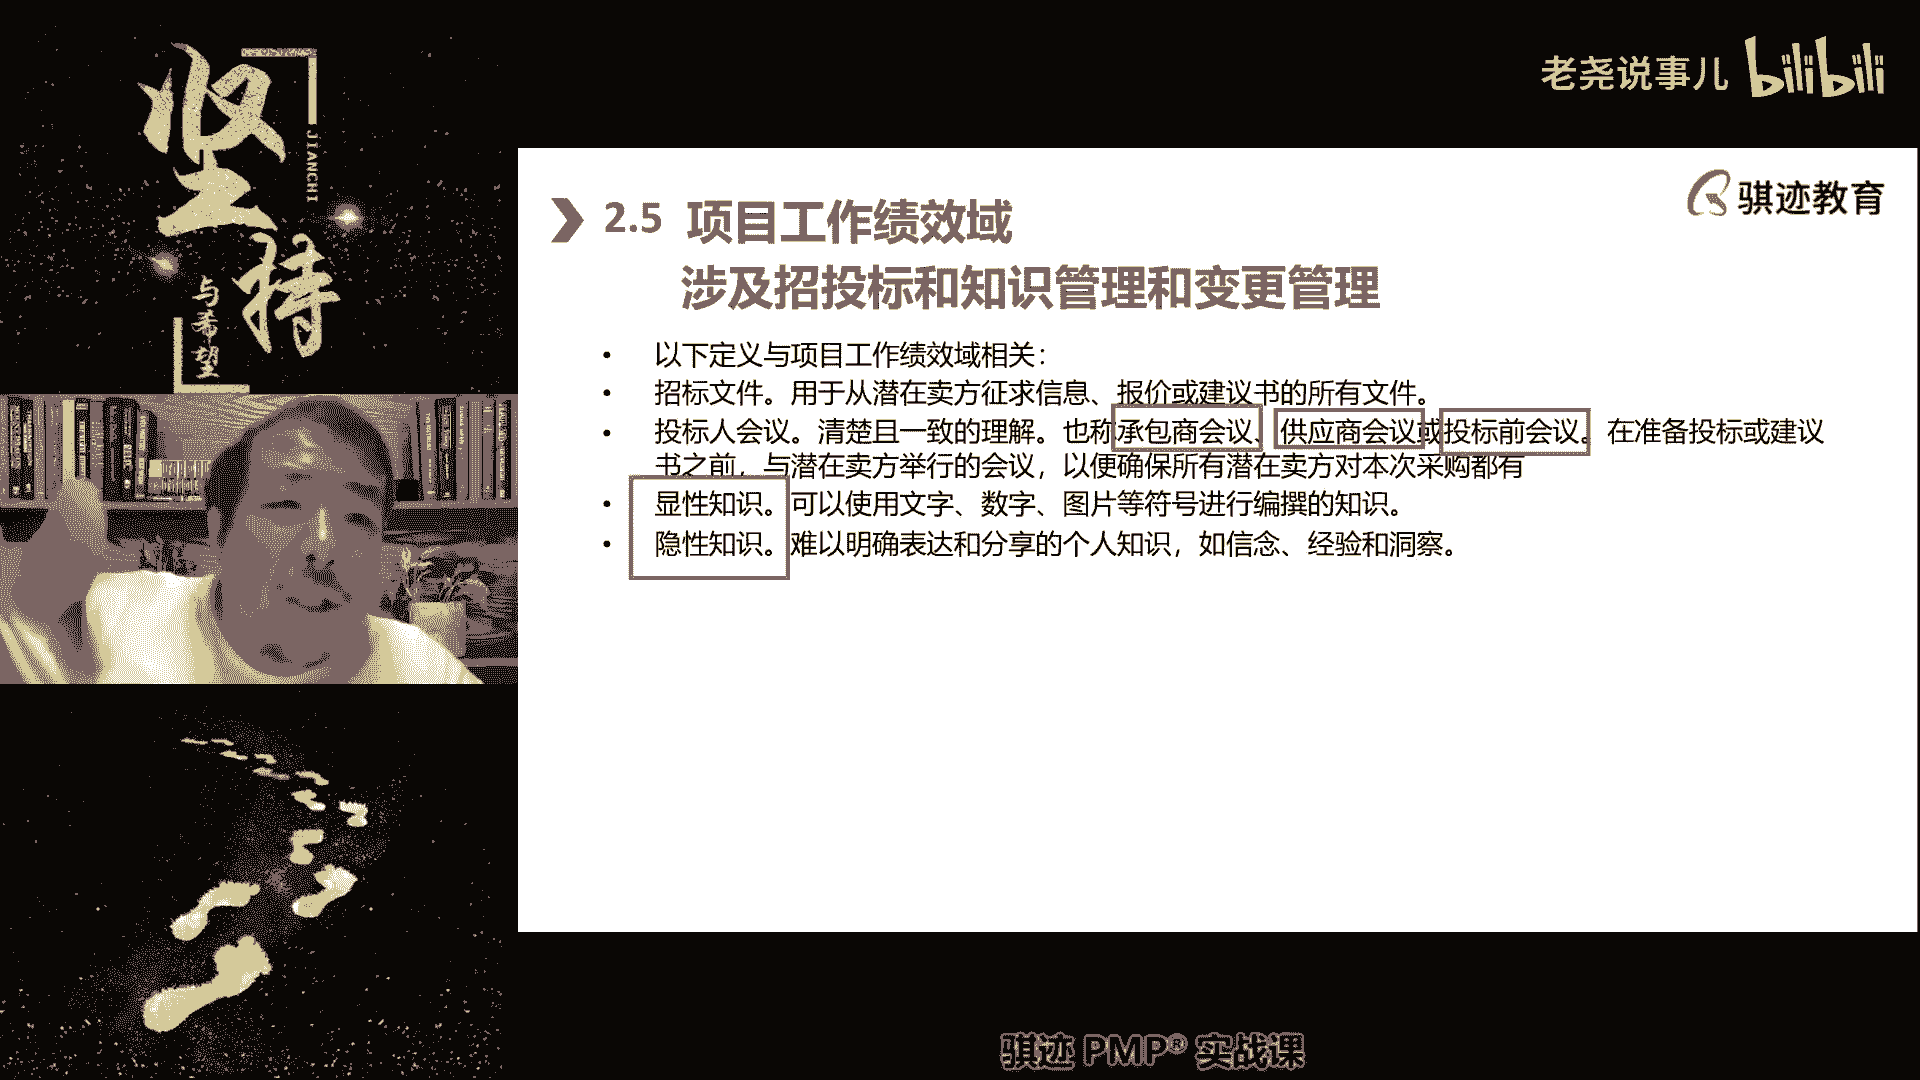 坚持
JIANCHI
与希望
老尧说事儿 bilibili
骐迹教育
2.5 项目工作绩效域
涉及招投标和知识管理和变更管理
• 以下定义与项目工作绩效域相关：
• 招标文件。用于从潜在卖方征求信息、报价或建议书的所有文件。
• 投标人会议。清楚且一致的理解。也称承包商会议、供应商会议或投标前会议。在准备投标或建议
书之前，与潜在卖方举行的会议，以便确保所有潜在卖方对本次采购都有
• 显性知识。可以使用文字、数字、图片等符号进行编撰的知识。
• 隐性知识。难以明确表达和分享的个人知识，如信念、经验和洞察。
骐迹 PMP® 实战课